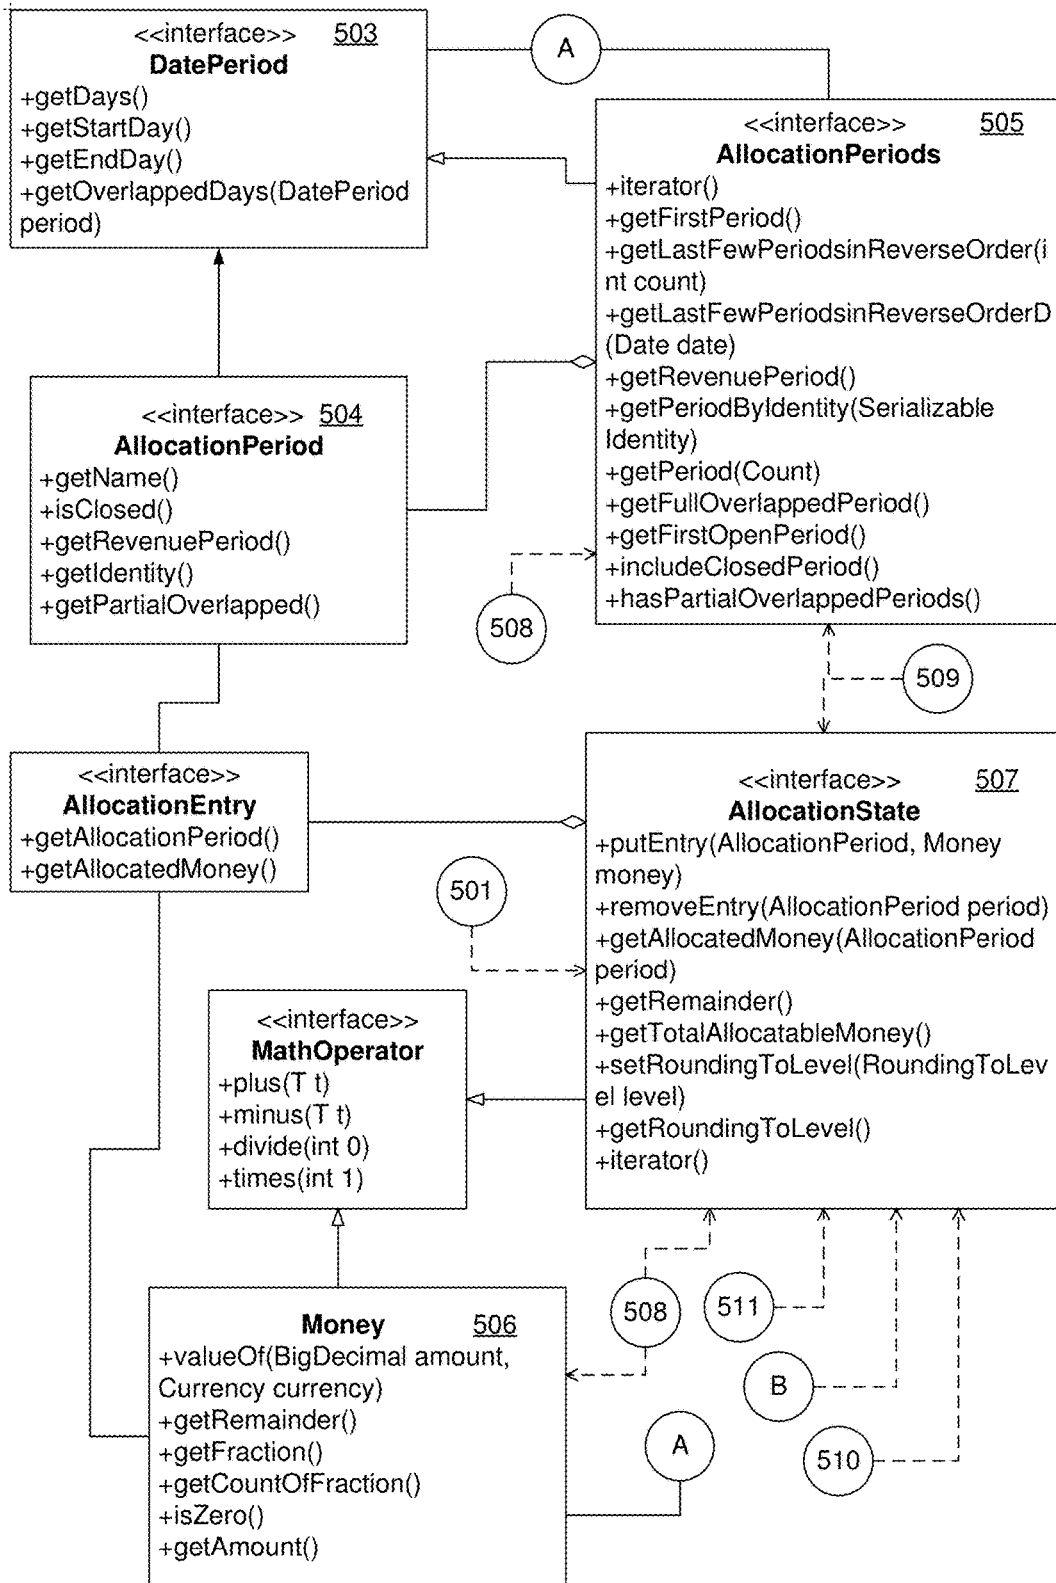 <<interface>> 503
DatePeriod
+getDays()
+getStartDay()
+getEndDay()
+getOverlappedDays(DatePeriod
period)
A
<<interface>> 505
AllocationPeriods
+iterator()
+getFirstPeriod()
+getLastFewPeriodsinReverseOrder(i
nt count)
+getLastFewPeriodsinReverseOrderD
(Date date)
+getRevenuePeriod()
+getPeriodByIdentity(Serializable
Identity)
+getPeriod(Count)
+getFullOverlappedPeriod()
+getFirstOpenPeriod()
+includeClosedPeriod()
+hasPartialOverlappedPeriods()
<<interface>> 504
AllocationPeriod
+getName()
+isClosed()
+getRevenuePeriod()
+getIdentity()
+getPartialOverlapped()
508
509
<<interface>>
AllocationEntry
+getAllocationPeriod()
+getAllocatedMoney()
<<interface>> 507
AllocationState
+putEntry(AllocationPeriod, Money
money)
+removeEntry(AllocationPeriod period)
+getAllocatedMoney(AllocationPeriod
period)
+getRemainder()
+getTotalAllocatableMoney()
+setRoundingToLevel(RoundingToLev
el level)
+getRoundingToLevel()
+iterator()
501
<<interface>>
MathOperator
+plus(T t)
+minus(T t)
+divide(int 0)
+times(int 1)
Money 506
+valueOf(BigDecimal amount,
Currency currency)
+getRemainder()
+getFraction()
+getCountOfFraction()
+isZero()
+getAmount()
508
511
B
A
510